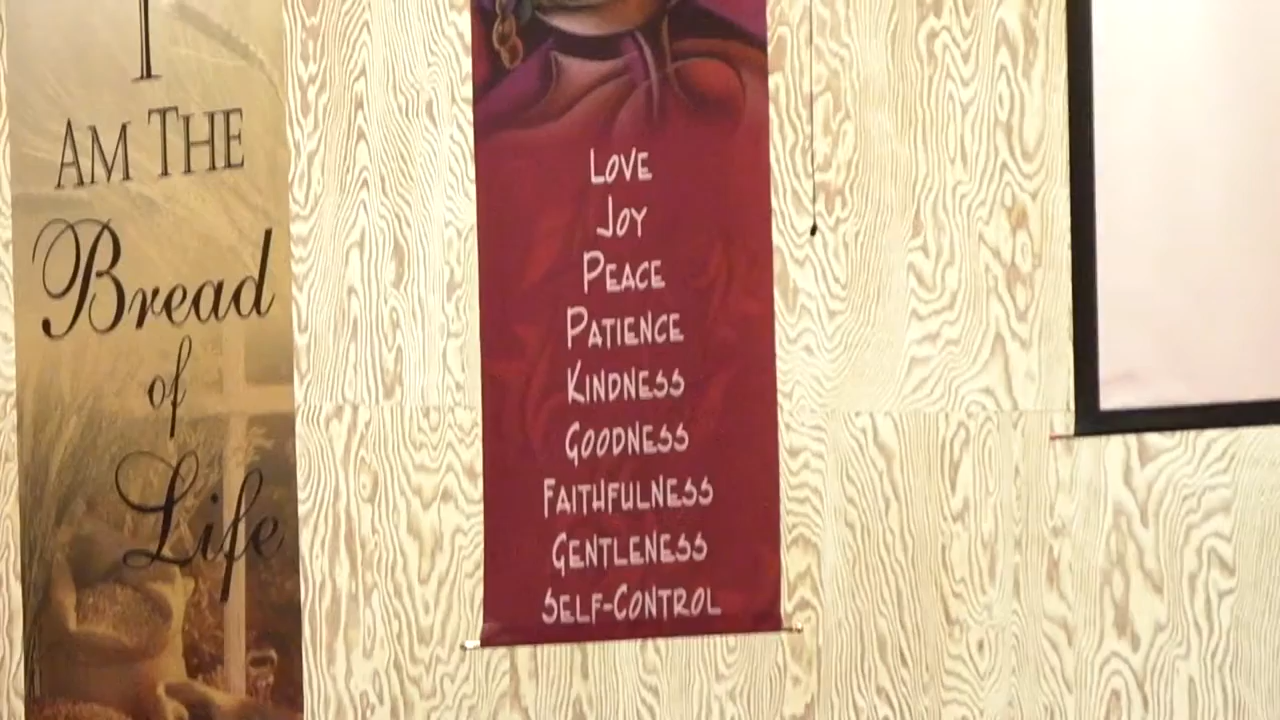 I
AM THE
Bread
of
Life
LOVE
JOY
PEACE
PATIENCE
KINDNESS
GOODNESS
FAITHFULNESS
GENTLENESS
SELF-CONTROL